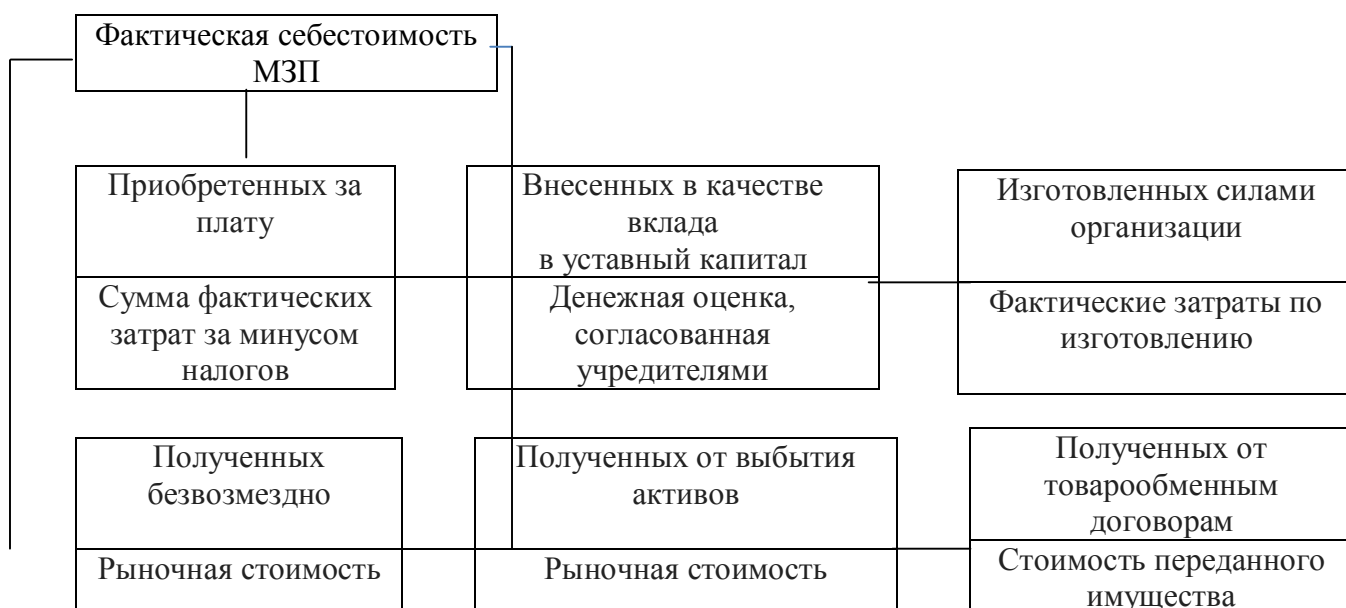 Фактическая себестоимость
МЗП
Приобретенных за
плату
Сумма фактических
затрат за минусом
налогов
Внесенных в качестве
вклада
в уставный капитал
Денежная оценка,
согласованная
учредителями
Изготовленных силами
организации
Фактические затраты по
изготовлению
Полученных
безвозмездно
Рыночная стоимость
Полученных от выбытия
активов
Рыночная стоимость
Полученных от
товарообменным
договорам
Стоимость переданного
имущества